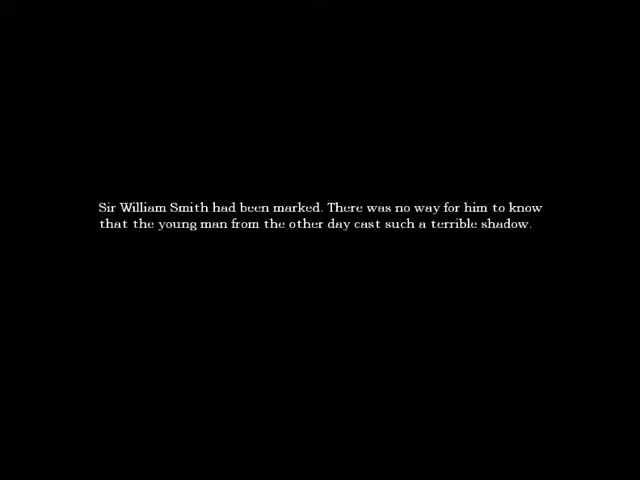 Sir William Smith had been marked. There was no way for him to know
that the young man from the other day cast such a terrible shadow.